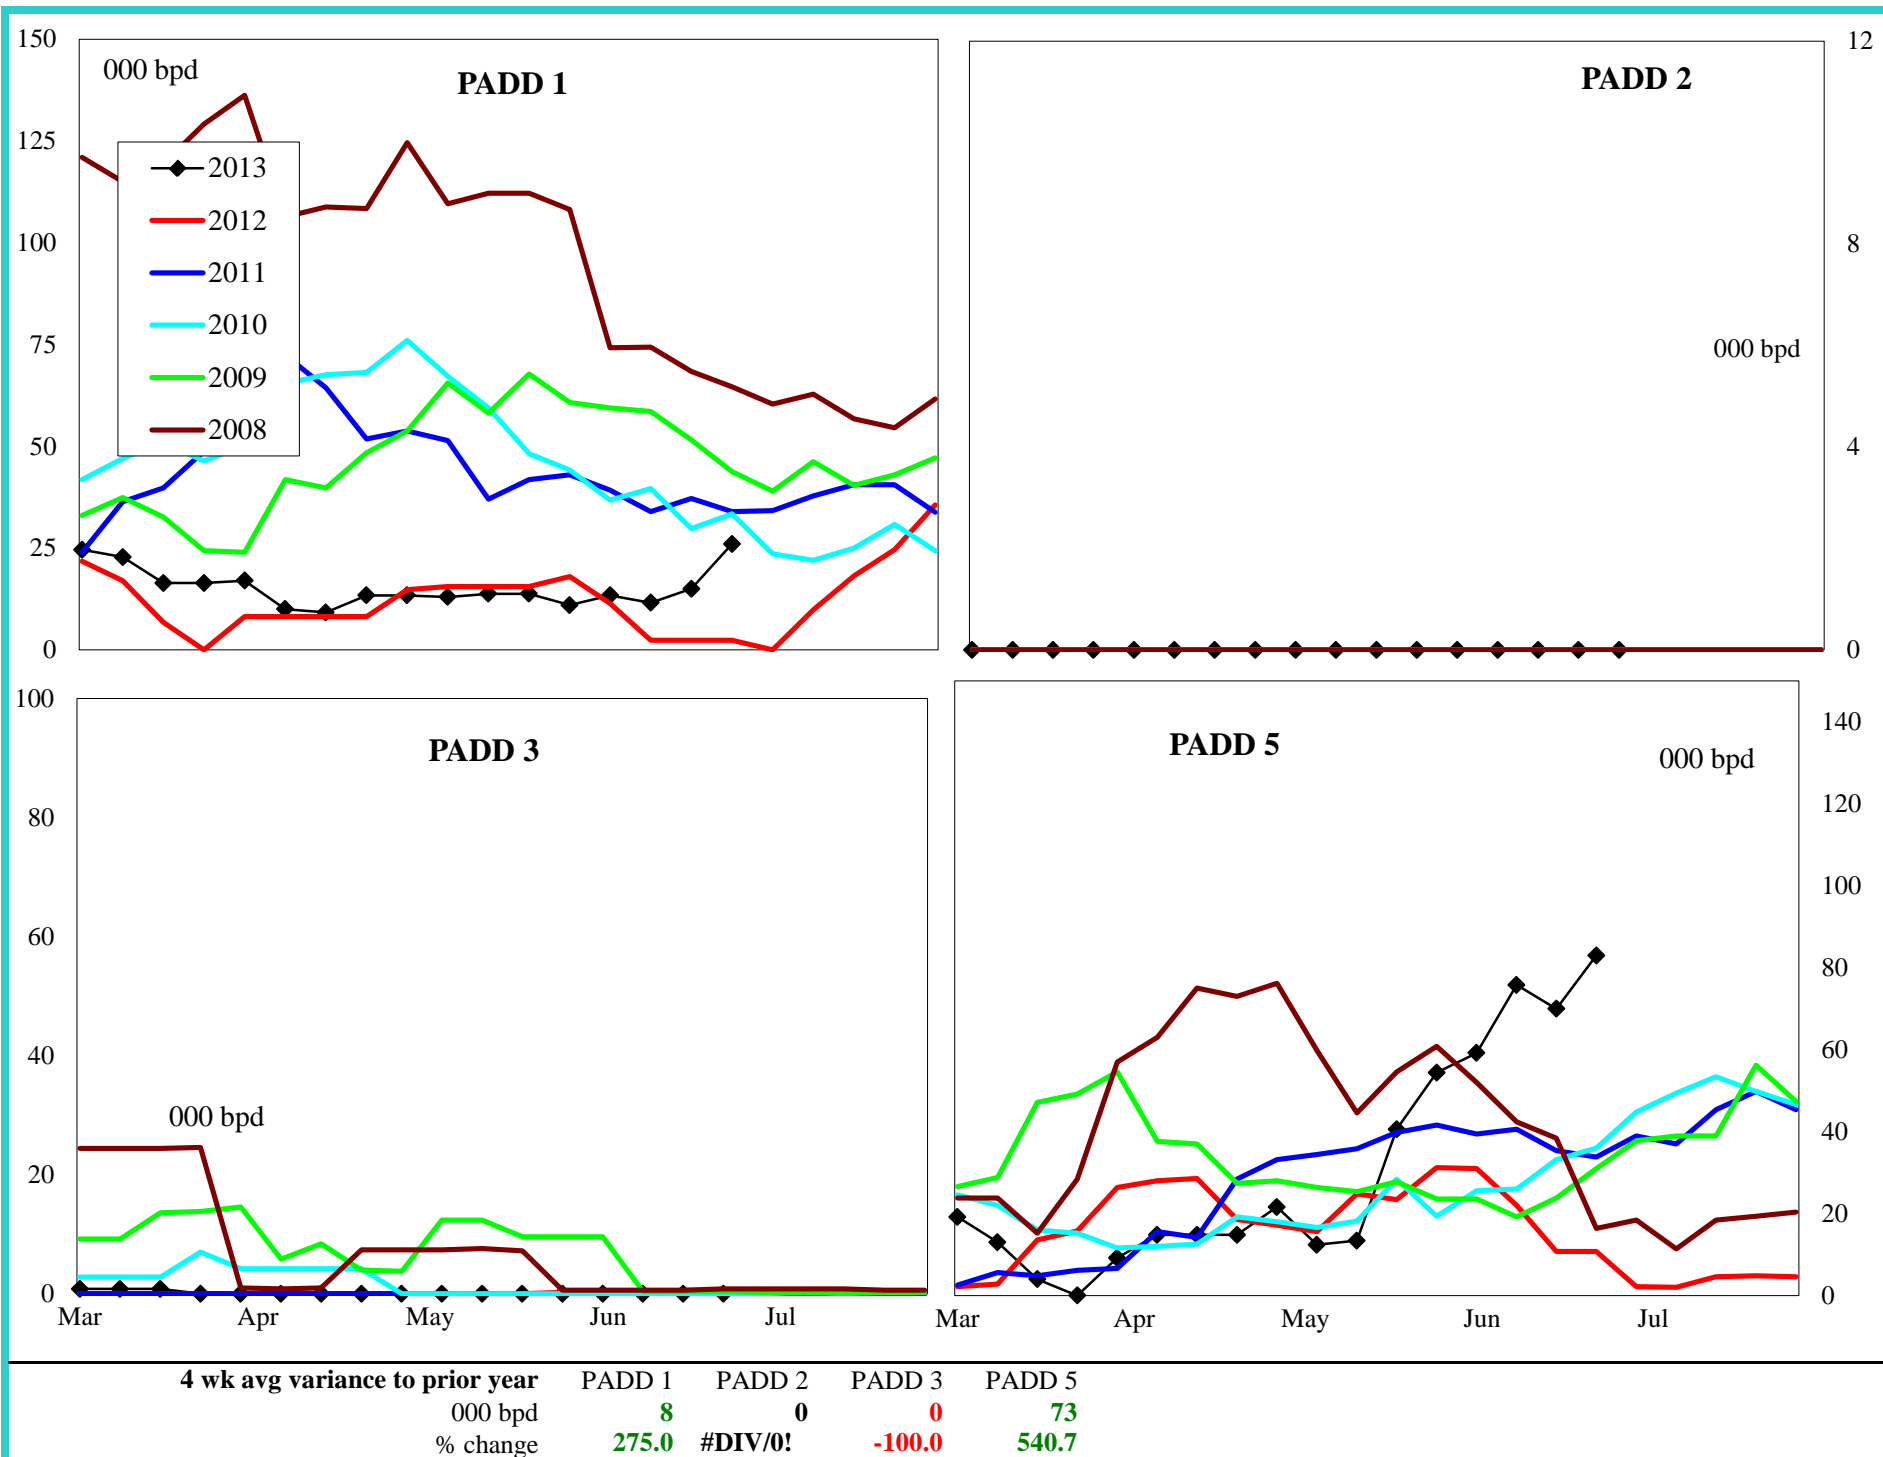 150
125
100
75
50
25
0
000 bpd
PADD 1
2013
2012
2011
2010
2009
2008
PADD 2
000 bpd
12
8
4
0
100
80
60
40
20
0
PADD 3
000 bpd
Mar Apr May Jun Jul
PADD 5
000 bpd
140
120
100
80
60
40
20
0
Mar Apr May Jun Jul
4 wk avg variance to prior year PADD 1 PADD 2 PADD 3 PADD 5
000 bpd 8 0 0 73
% change 275.0 #DIV/0! -100.0 540.7